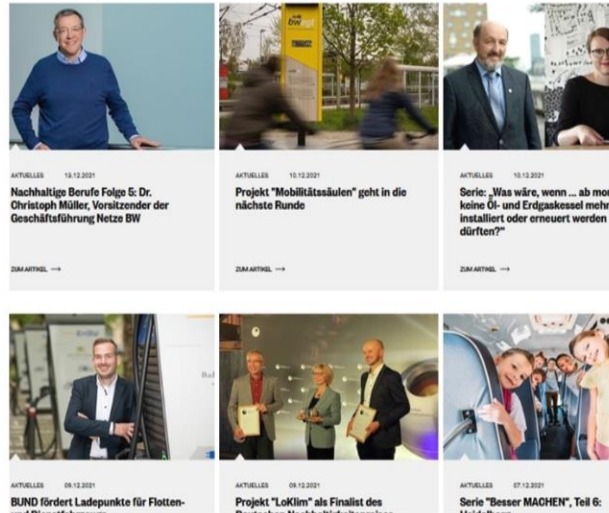 bwegt
AKTUELLES 13.12.2021
Nachhaltige Berufe Folge 5: Dr.
Christoph Müller, Vorsitzender der
Geschäftsführung Netze BW
ZUM ARTIKEL →
AKTUELLES 10.12.2021
Projekt "Mobilitätssäulen" geht in die
nächste Runde
ZUM ARTIKEL →
AKTUELLES 10.12.2021
Serie: „Was wäre, wenn ... ab mor
keine Öl- und Erdgaskessel mehr
installiert oder erneuert werden
dürften?"
ZUM ARTIKEL →
AKTUELLES 09.12.2021
BUND fördert Ladepunkte für Flotten-
AKTUELLES 09.12.2021
Projekt "LoKlim" als Finalist des
AKTUELLES 07.12.2021
Serie "Besser MACHEN", Teil 6: